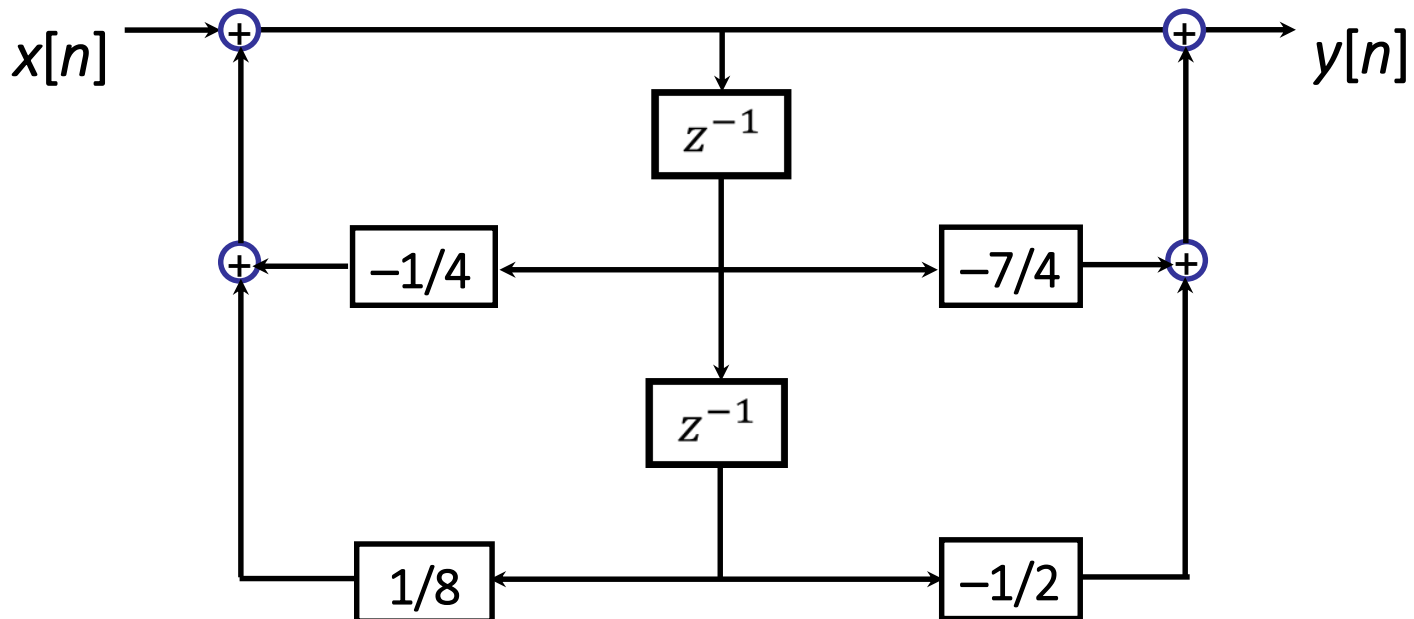 +
+
x[n]
y[n]
z⁻¹
+
−1/4
−7/4
+
z⁻¹
1/8
−1/2